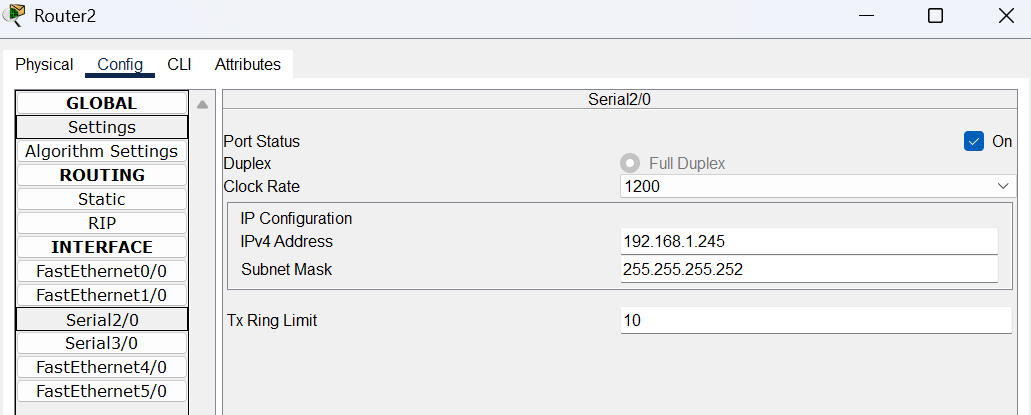 Router2
Physical Config CLI Attributes
GLOBAL
Settings
Algorithm Settings
ROUTING
Static
RIP
INTERFACE
FastEthernet0/0
FastEthernet1/0
Serial2/0
Serial3/0
FastEthernet4/0
FastEthernet5/0
Serial2/0
Port Status On
Duplex Full Duplex
Clock Rate 1200
IP Configuration
IPv4 Address 192.168.1.245
Subnet Mask 255.255.255.252
Tx Ring Limit 10